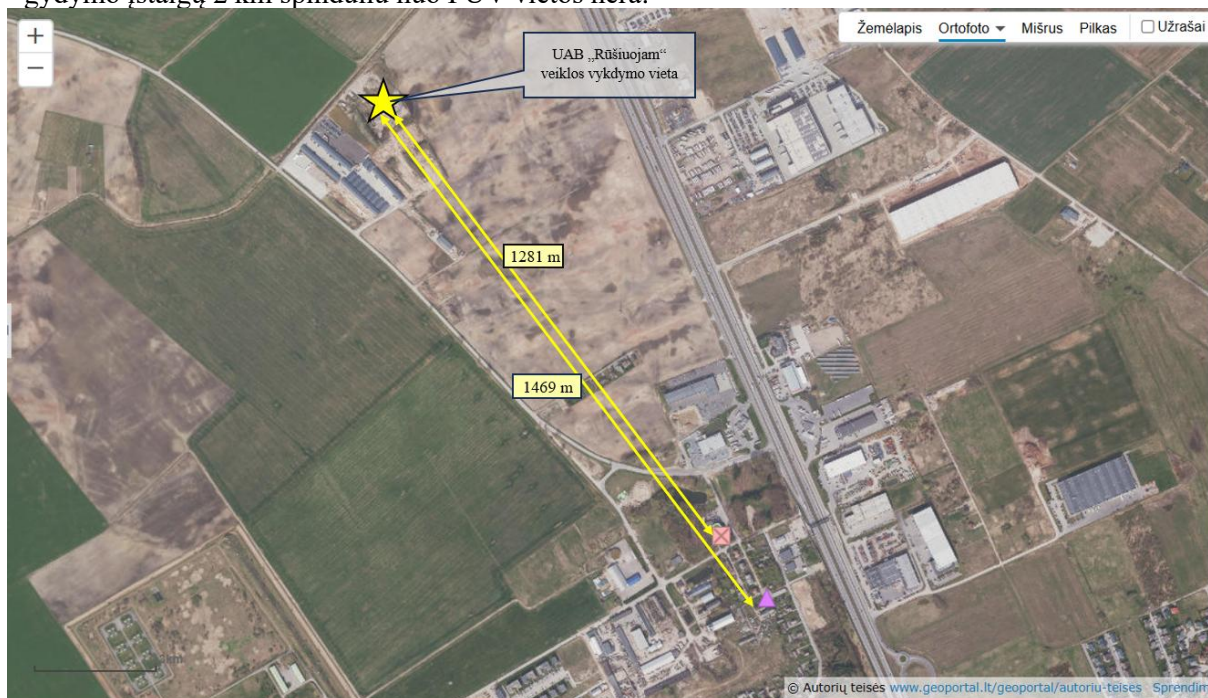 gydymo įstaigų 2 km spinduliu nuo PŪV vietos nėra.
+
−
Žemėlapis Ortofoto Mišrus Pilkas Užrašai
UAB „Rūšiuojam“
veiklos vykdymo vieta
1281 m
1469 m
© Autorių teisės www.geoportal.lt/geoportal/autoriu-teises Sprendim